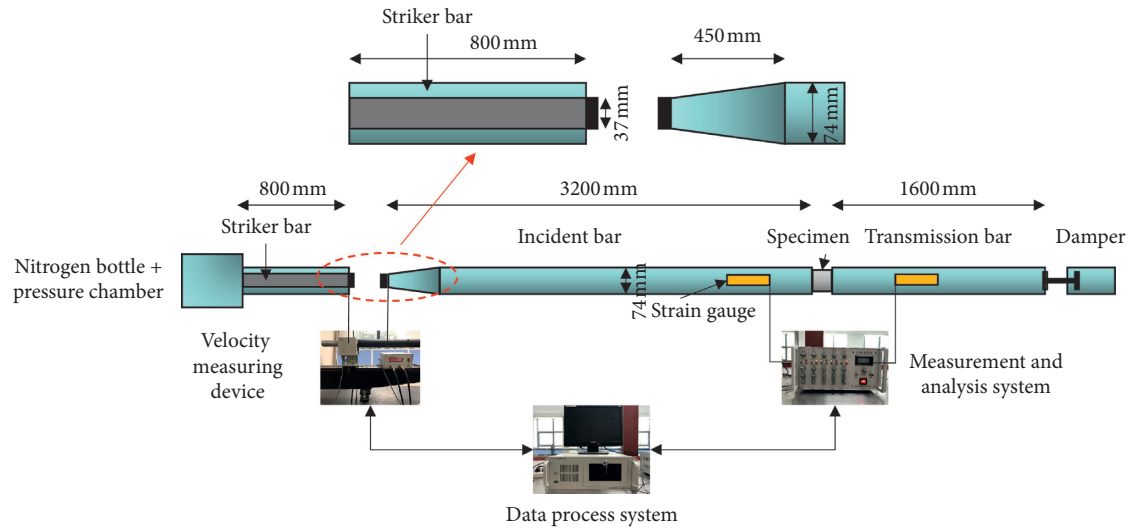 Striker bar
800 mm
450 mm
37 mm
74 mm
800 mm
3200 mm
1600 mm
Striker bar
Incident bar
Specimen
Transmission bar
Damper
Nitrogen bottle +
pressure chamber
74 mm
Strain gauge
Velocity
measuring
device
Measurement and
analysis system
Data process system